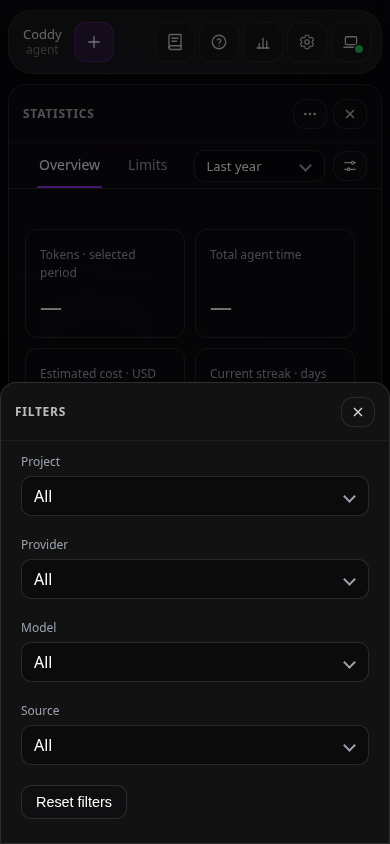 Coddy
agent
STATISTICS
Overview
Limits
Last year
Tokens · selected
period
Total agent time
—
—
Estimated cost · USD
Current streak · days
FILTERS
Project
All
Provider
All
Model
All
Source
All
Reset filters